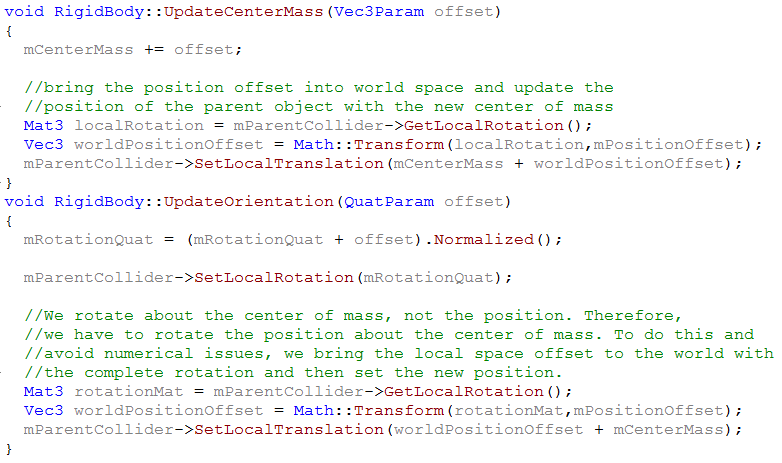 void RigidBody::UpdateCenterMass(Vec3Param offset)
{
  mCenterMass += offset;

  //bring the position offset into world space and update the
  //position of the parent object with the new center of mass
  Mat3 localRotation = mParentCollider->GetLocalRotation();
  Vec3 worldPositionOffset = Math::Transform(localRotation,mPositionOffset);
  mParentCollider->SetLocalTranslation(mCenterMass + worldPositionOffset);
}
void RigidBody::UpdateOrientation(QuatParam offset)
{
  mRotationQuat = (mRotationQuat + offset).Normalized();

  mParentCollider->SetLocalRotation(mRotationQuat);

  //We rotate about the center of mass, not the position. Therefore,
  //we have to rotate the position about the center of mass. To do this and
  //avoid numerical issues, we bring the local space offset to the world with
  //the complete rotation and then set the new position.
  Mat3 rotationMat = mParentCollider->GetLocalRotation();
  Vec3 worldPositionOffset = Math::Transform(rotationMat,mPositionOffset);
  mParentCollider->SetLocalTranslation(worldPositionOffset + mCenterMass);
}